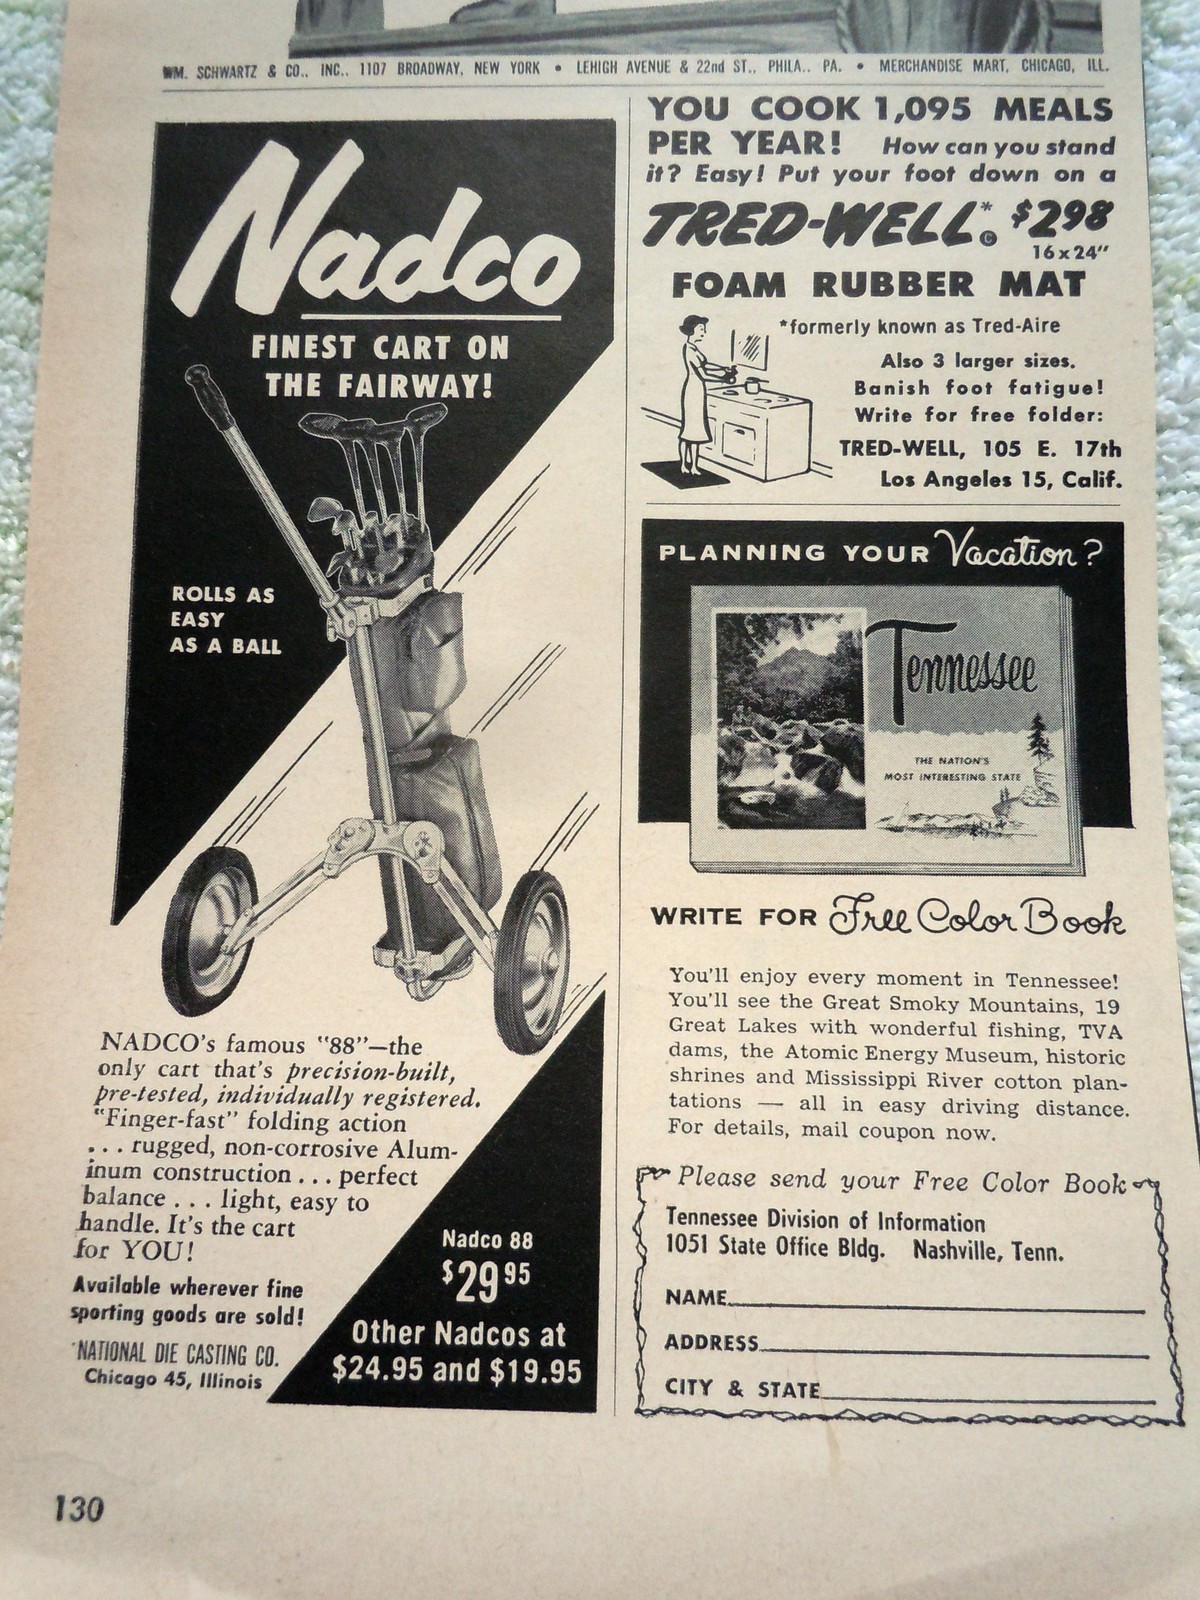 WM. SCHWARTZ & CO., INC., 1107 BROADWAY, NEW YORK • LEHIGH AVENUE & 22nd ST., PHILA., PA. • MERCHANDISE MART, CHICAGO, ILL.
Nadco
FINEST CART ON
THE FAIRWAY!
ROLLS AS
EASY
AS A BALL
NADCO's famous "88"—the
only cart that's precision-built,
pre-tested, individually registered.
"Finger-fast" folding action
... rugged, non-corrosive Alum-
inum construction ... perfect
balance ... light, easy to
handle. It's the cart
for YOU!
Available wherever fine
sporting goods are sold!
NATIONAL DIE CASTING CO.
Chicago 45, Illinois
Nadco 88
$29 95
Other Nadcos at
$24.95 and $19.95
YOU COOK 1,095 MEALS
PER YEAR! How can you stand
it? Easy! Put your foot down on a
TRED-WELL.* © $298
16x24"
FOAM RUBBER MAT
*formerly known as Tred-Aire
Also 3 larger sizes.
Banish foot fatigue!
Write for free folder:
TRED-WELL, 105 E. 17th
Los Angeles 15, Calif.
PLANNING YOUR Vacation?
Tennessee
THE NATION'S
MOST INTERESTING STATE
WRITE FOR Free Color Book
You'll enjoy every moment in Tennessee!
You'll see the Great Smoky Mountains, 19
Great Lakes with wonderful fishing, TVA
dams, the Atomic Energy Museum, historic
shrines and Mississippi River cotton plan-
tations — all in easy driving distance.
For details, mail coupon now.
Please send your Free Color Book
Tennessee Division of Information
1051 State Office Bldg. Nashville, Tenn.
NAME
ADDRESS
CITY & STATE
130